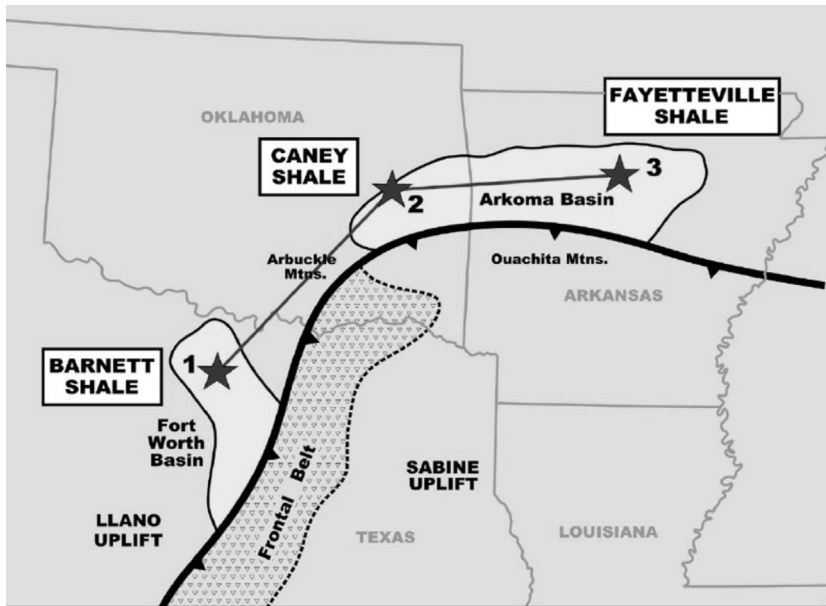 OKLAHOMA
FAYETTEVILLE
SHALE
CANEY
SHALE
3
2
Arkoma Basin
Arbuckle
Mtns.
Ouachita Mtns.
ARKANSAS
BARNETT
SHALE
1
Fort
Worth
Basin
Frontal Belt
SABINE
UPLIFT
LLANO
UPLIFT
TEXAS
LOUISIANA